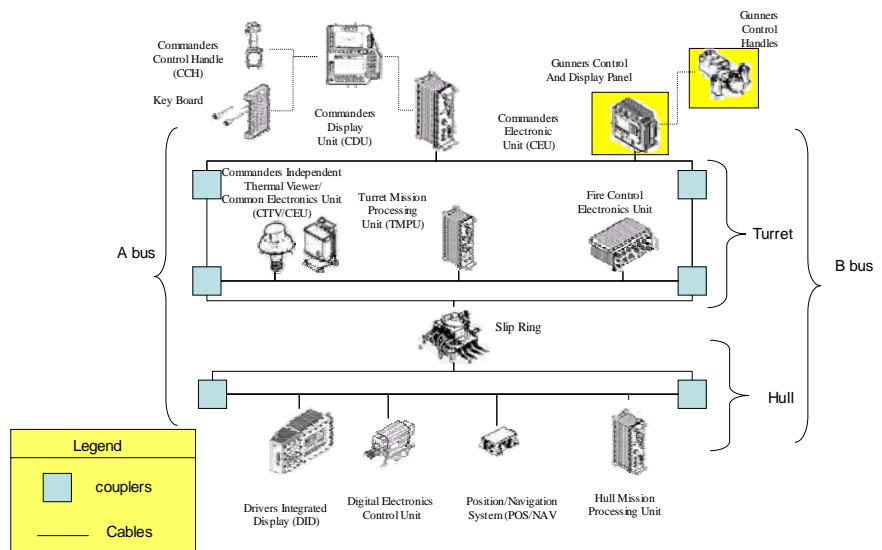 Gunners
Control
Handles
Commanders
Control Handle
(CCH)
Gunners Control
And Display Panel
Key Board
Commanders
Display
Unit (CDU)
Commanders
Electronic
Unit (CEU)
Commanders Independent
Thermal Viewer/
Common Electronics Unit
(CITV/CEU)
Turret Mission
Processing
Unit (TMPU)
Fire Control
Electronics Unit
Turret
A bus
B bus
Slip Ring
Hull
Legend
couplers
Cables
Drivers Integrated
Display (DID)
Digital Electronics
Control Unit
Position/Navigation
System (POS/NAV
Hull Mission
Processing Unit